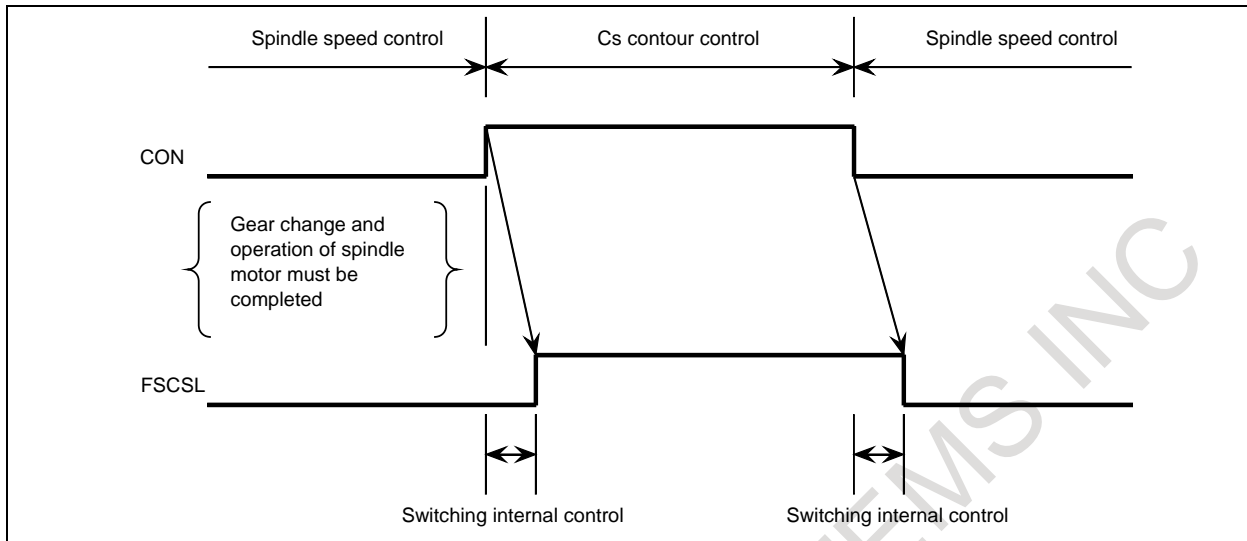 Spindle speed control
Cs contour control
Spindle speed control
CON
Gear change and
operation of spindle
motor must be
completed
FSCSL
Switching internal control
Switching internal control